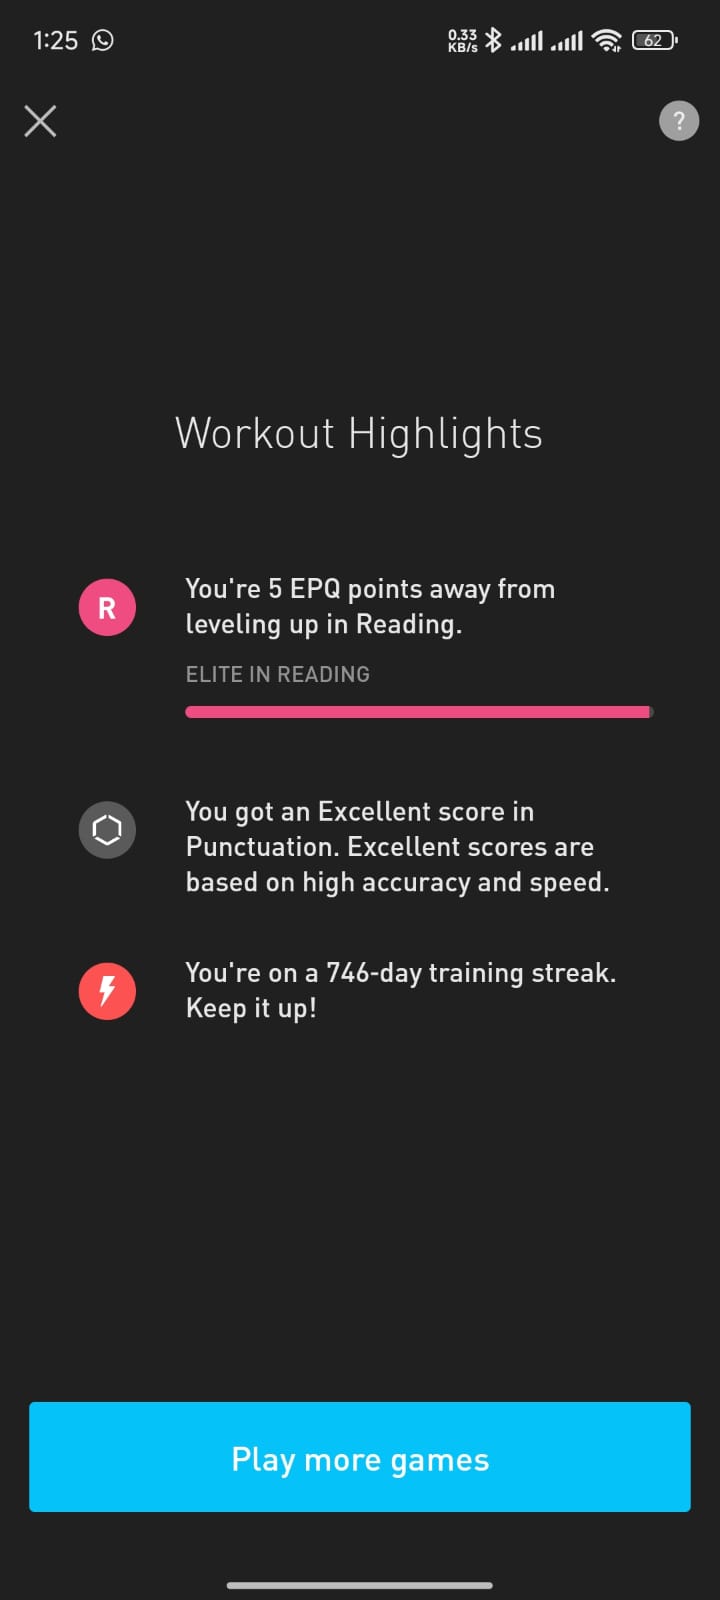 1:25
0.33
KB/s
62
?
Workout Highlights
R
You're 5 EPQ points away from
leveling up in Reading.
ELITE IN READING
You got an Excellent score in
Punctuation. Excellent scores are
based on high accuracy and speed.
You're on a 746-day training streak.
Keep it up!
Play more games